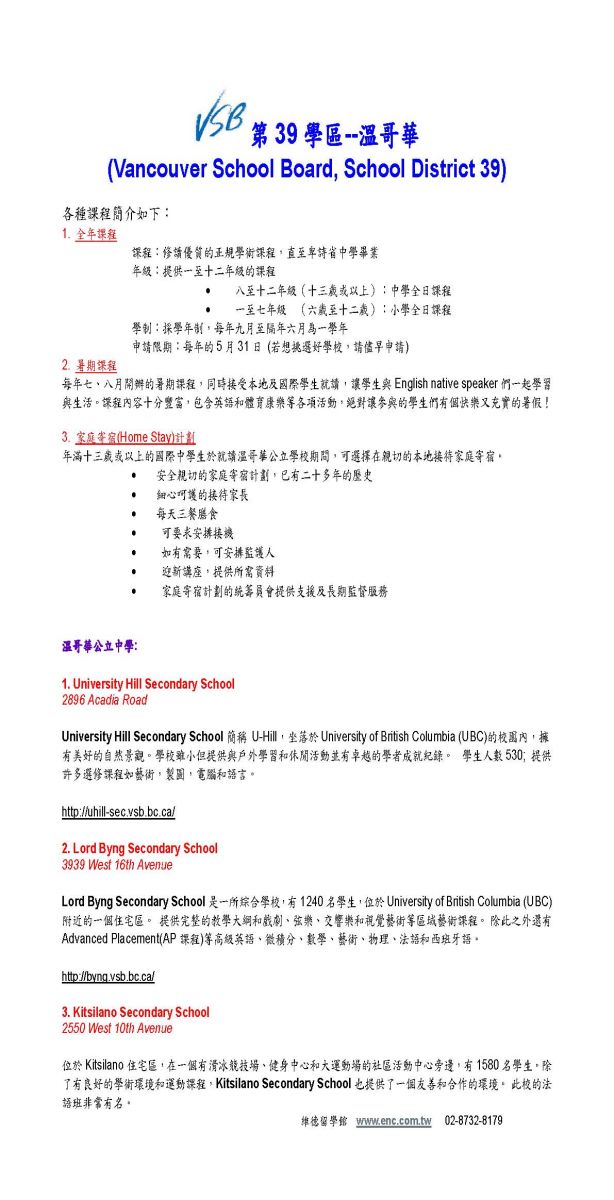 VSB 第 39 學區--溫哥華
(Vancouver School Board, School District 39)
各種課程簡介如下：
1. 全年課程
課程：修讀優質的正規學術課程，直至卑詩省中學畢業
年級：提供一至十二年級的課程
• 八至十二年級（十三歲或以上）：中學全日課程
• 一至七年級 （六歲至十二歲）：小學全日課程
學制：採學年制，每年九月至隔年六月為一學年
申請限期：每年的 5 月 31 日 (若想挑選好學校，請儘早申請)
2. 暑期課程
每年七、八月開辦的暑期課程，同時接受本地及國際學生就讀，讓學生與 English native speaker 們一起學習
與生活。課程內容十分豐富，包含英語和體育康樂等各項活動，絕對讓參與的學生們有個快樂又充實的暑假！
3. 家庭寄宿(Home Stay)計劃
年滿十三歲或以上的國際中學生於就讀溫哥華公立學校期間，可選擇在親切的本地接待家庭寄宿。
• 安全親切的家庭寄宿計劃，已有二十多年的歷史
• 細心呵護的接待家長
• 每天三餐膳食
• 可要求安排接機
• 如有需要，可安排監護人
• 迎新講座，提供所需資料
• 家庭寄宿計劃的統籌員會提供支援及長期監督服務
溫哥華公立中學:
1. University Hill Secondary School
2896 Acadia Road
University Hill Secondary School 簡稱 U-Hill，坐落於 University of British Columbia (UBC)的校園內，擁
有美好的自然景觀。學校雖小但提供與戶外學習和休閒活動並有卓越的學者成就紀錄。 學生人數 530; 提供
許多選修課程如藝術，製圖，電腦和語言。
http://uhill-sec.vsb.bc.ca/
2. Lord Byng Secondary School
3939 West 16th Avenue
Lord Byng Secondary School 是一所綜合學校，有 1240 名學生，位於 University of British Columbia (UBC)
附近的一個住宅區。 提供完整的教學大綱和戲劇、弦樂、交響樂和視覺藝術等區域藝術課程。 除此之外還有
Advanced Placement(AP 課程)等高級英語、微積分、數學、藝術、物理、法語和西班牙語。
http://byng.vsb.bc.ca/
3. Kitsilano Secondary School
2550 West 10th Avenue
位於 Kitsilano 住宅區，在一個有滑冰競技場、健身中心和大運動場的社區活動中心旁邊，有 1580 名學生。除
了有良好的學術環境和運動課程，Kitsilano Secondary School 也提供了一個友善和合作的環境。 此校的法
語班非常有名。
維德留學館 www.enc.com.tw 02-8732-8179